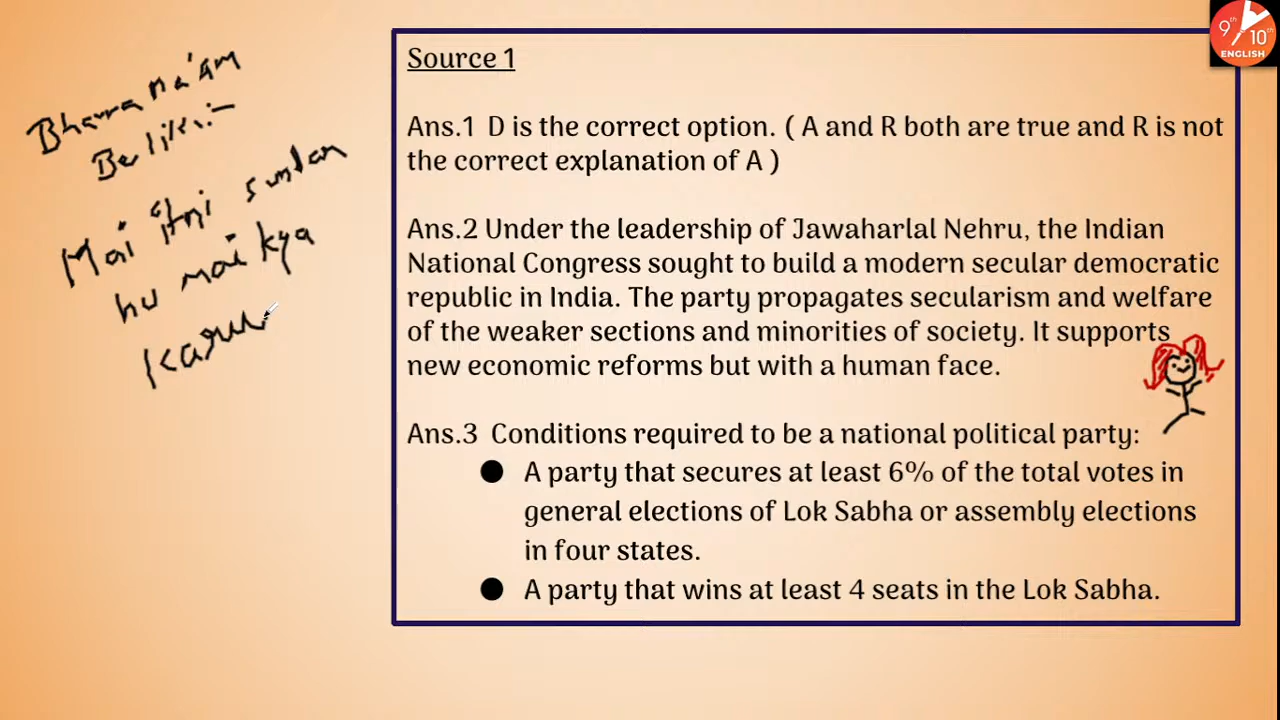 Bhavna Ma'am
Be like:-
Mai itni sundar
hu mai kya
karu
Source 1
Ans.1 D is the correct option. ( A and R both are true and R is not
the correct explanation of A )
Ans.2 Under the leadership of Jawaharlal Nehru, the Indian
National Congress sought to build a modern secular democratic
republic in India. The party propagates secularism and welfare
of the weaker sections and minorities of society. It supports
new economic reforms but with a human face.
Ans.3 Conditions required to be a national political party:
● A party that secures at least 6% of the total votes in
general elections of Lok Sabha or assembly elections
in four states.
● A party that wins at least 4 seats in the Lok Sabha.
9th
10th
ENGLISH